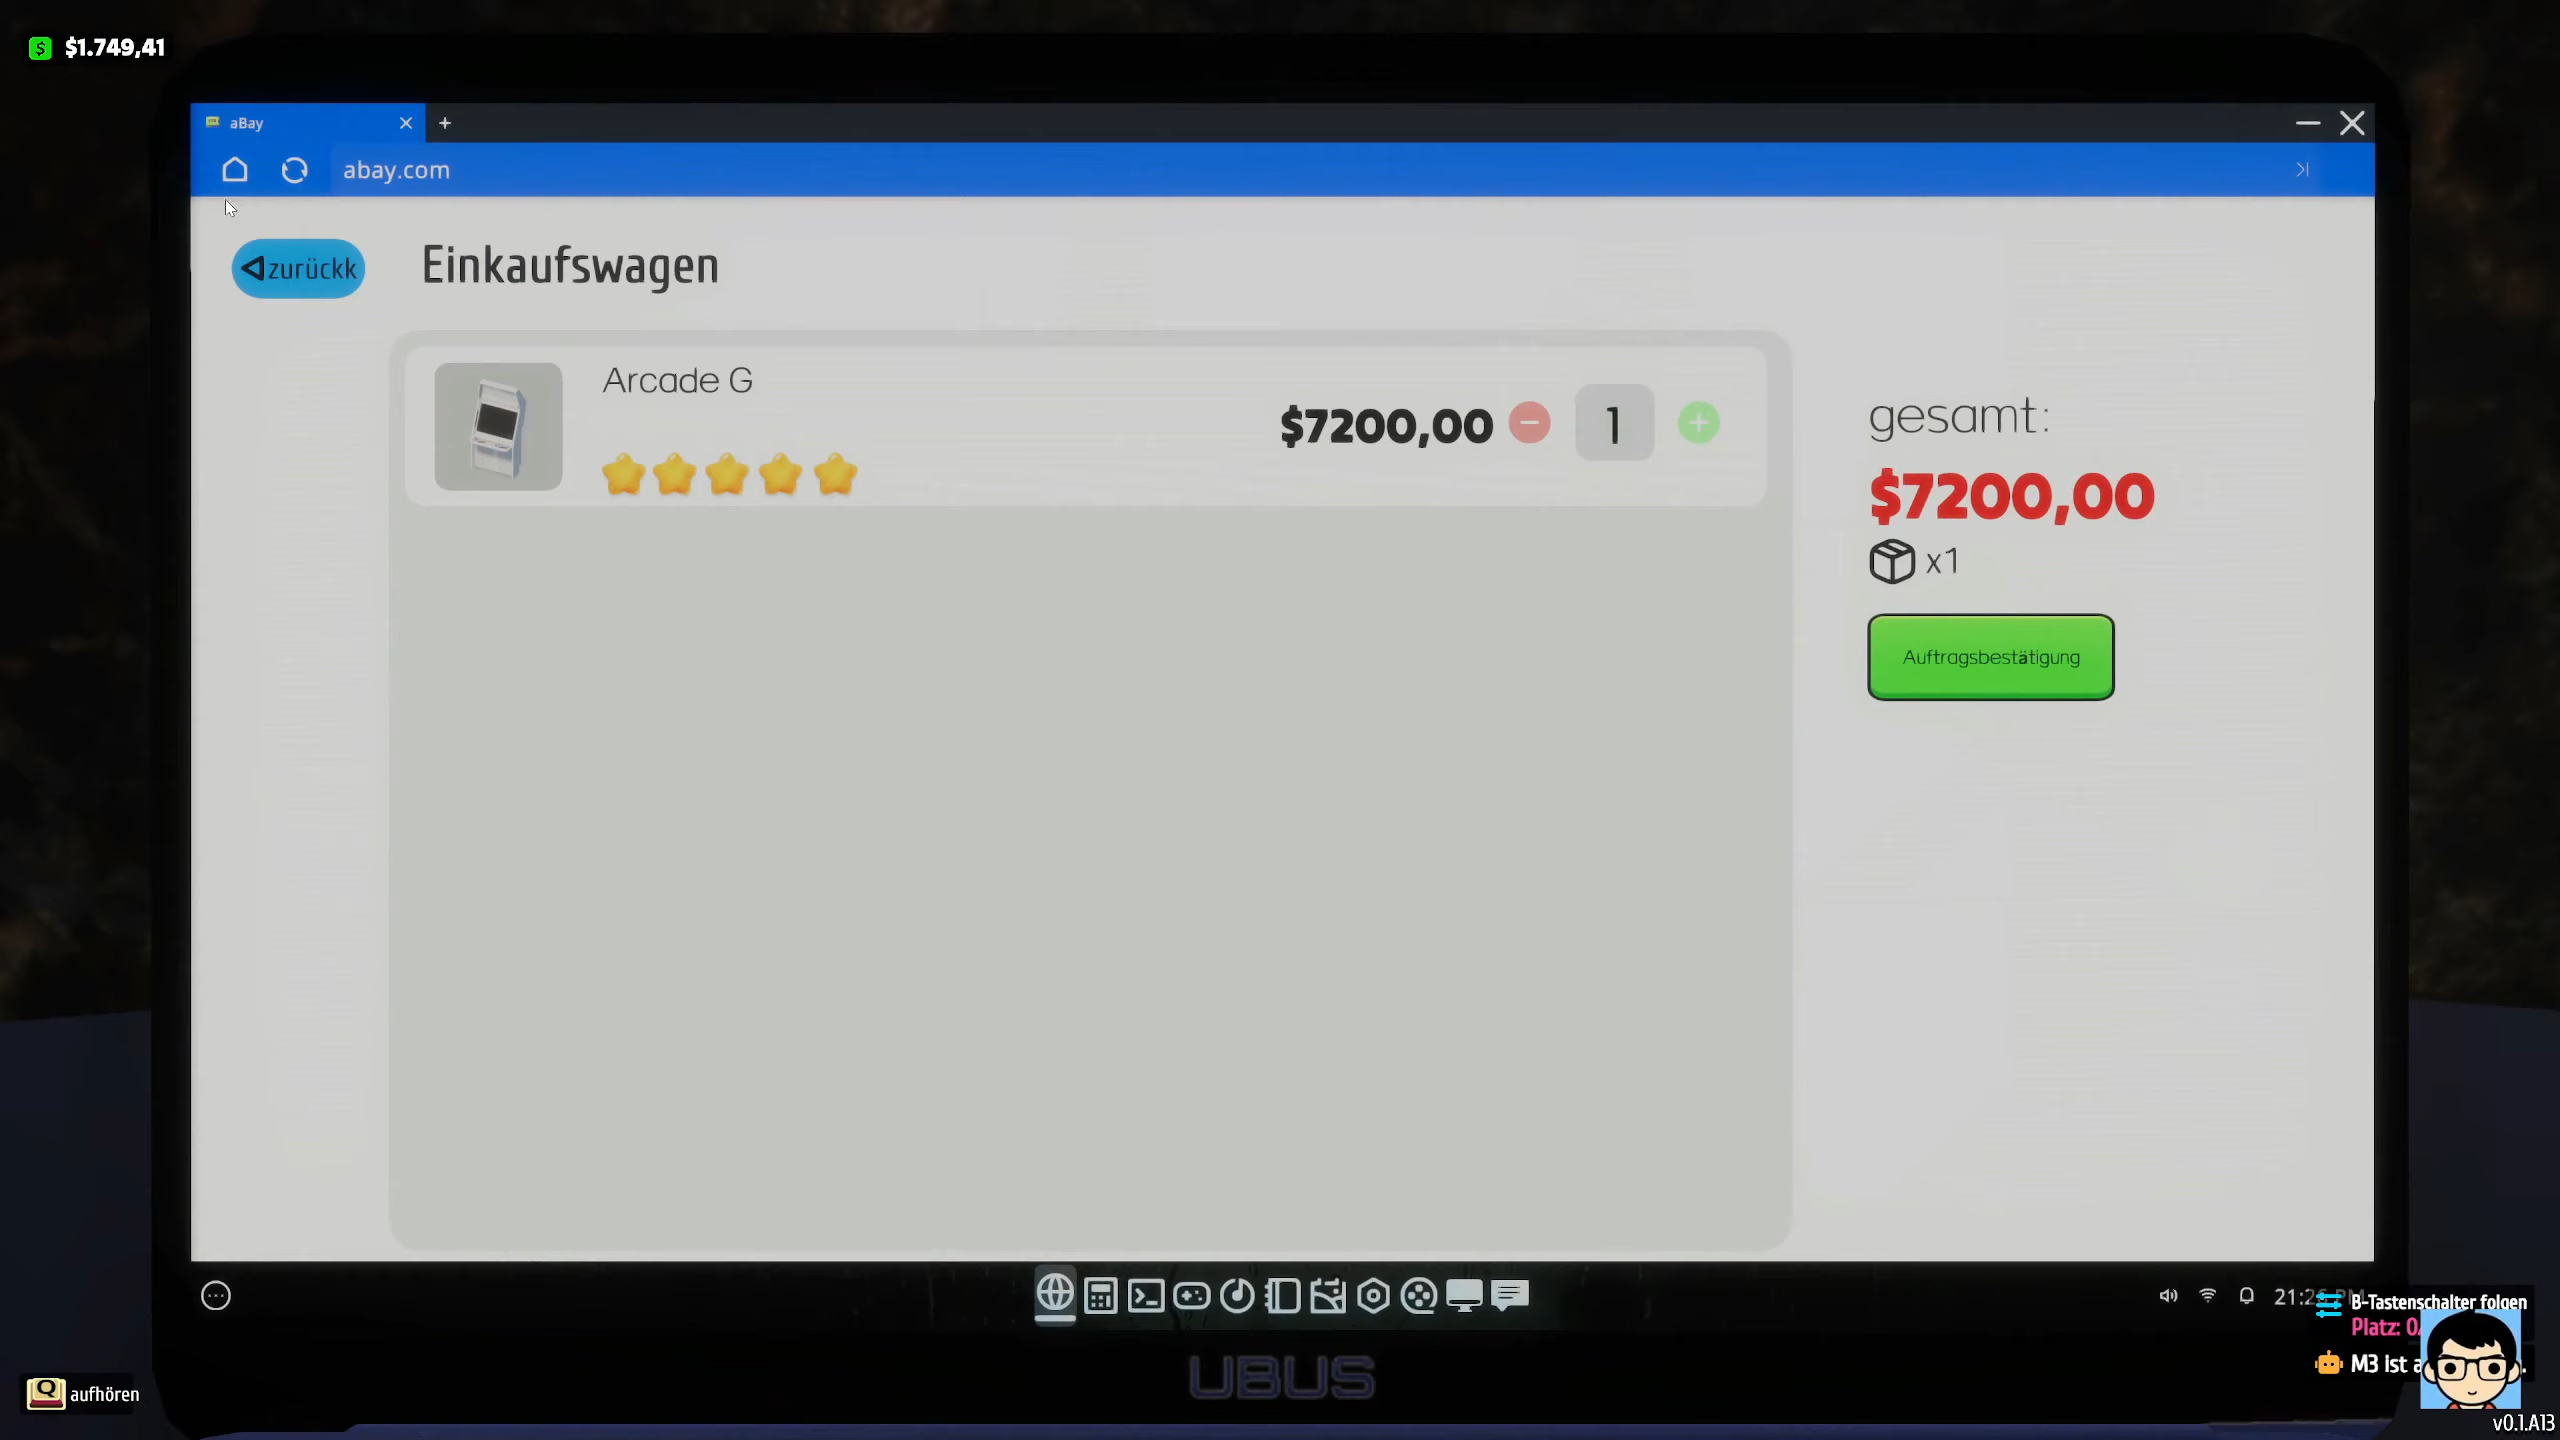 $1.749,41
aBay
abay.com
zurückk
Einkaufswagen
Arcade G
$7200,00
1
gesamt:
$7200,00
x1
Auftragsbestätigung
B-Tastenschalter folgen
Platz:
M3 ist
UBUS
Q aufhören
v0.1.A13